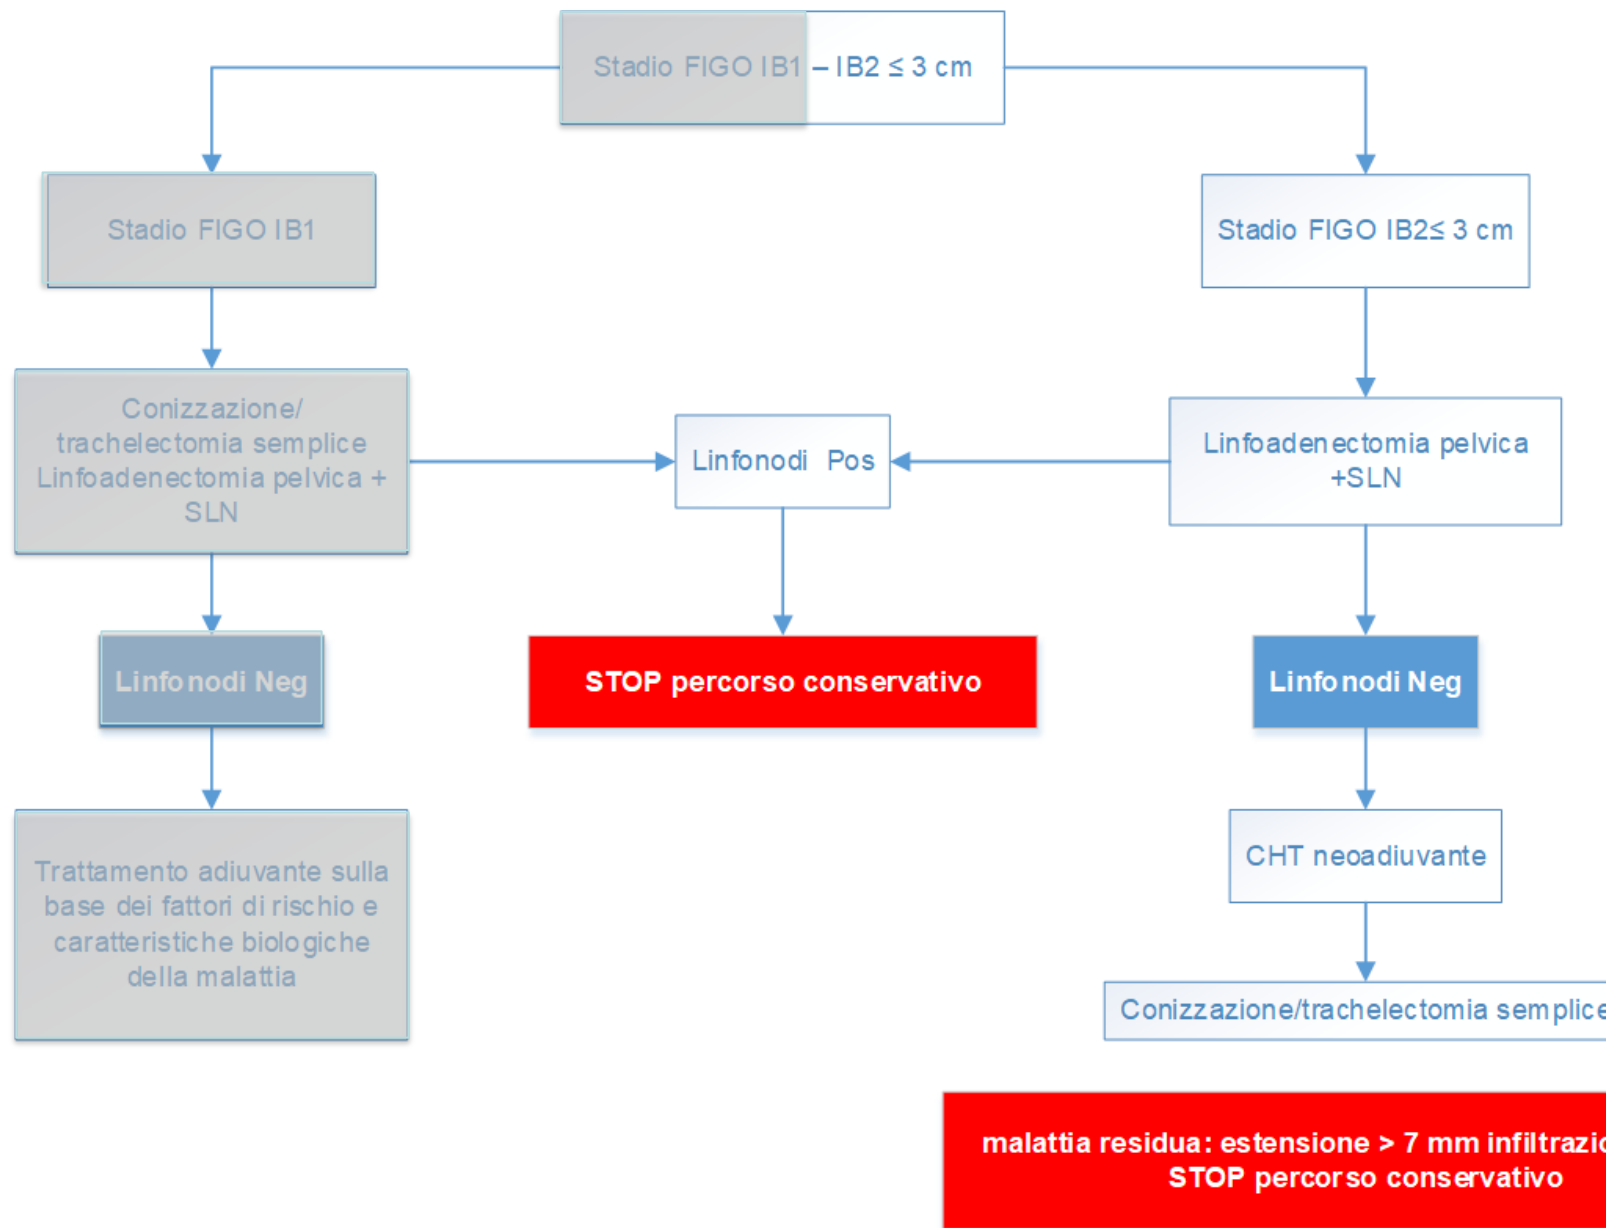 Stadio FIGO IB1 – IB2 ≤ 3 cm
Stadio FIGO IB1
Stadio FIGO IB2≤ 3 cm
Conizzazione/
trachelectomia semplice
Linfoadenectomia pelvica +
SLN
Linfonodi Pos
Linfoadenectomia pelvica
+SLN
Linfonodi Neg
STOP percorso conservativo
Linfonodi Neg
Trattamento adiuvante sulla
base dei fattori di rischio e
caratteristiche biologiche
della malattia
CHT neoadiuvante
Conizzazione/trachelectomia semplice
malattia residua: estensione > 7 mm
STOP percorso conservativo